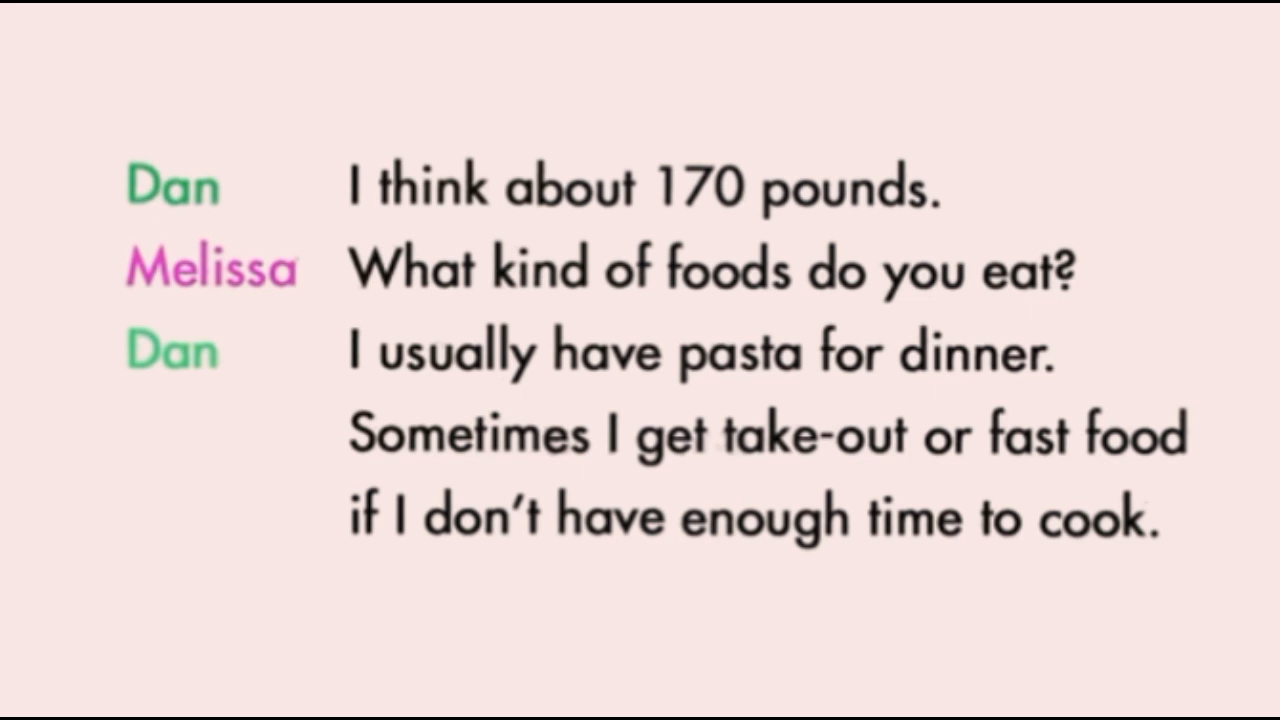 Dan I think about 170 pounds.
Melissa What kind of foods do you eat?
Dan I usually have pasta for dinner.
Sometimes I get take-out or fast food
if I don't have enough time to cook.